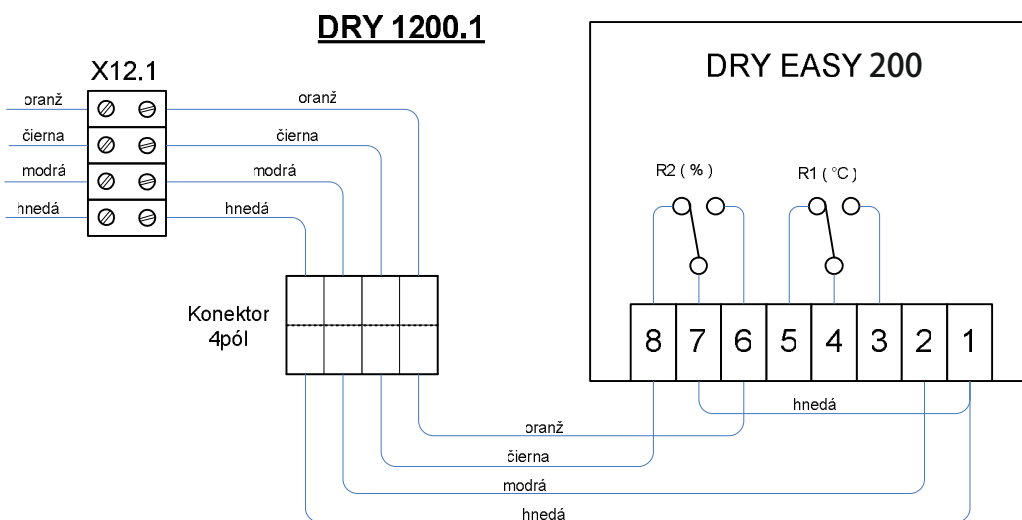 DRY 1200.1
X12.1
oranž
oranž
čierna
čierna
modrá
modrá
hnedá
hnedá
Konektor
4pól
DRY EASY 200
R2 ( % )
R1 ( °C )
8 7 6 5 4 3 2 1
hnedá
oranž
čierna
modrá
hnedá